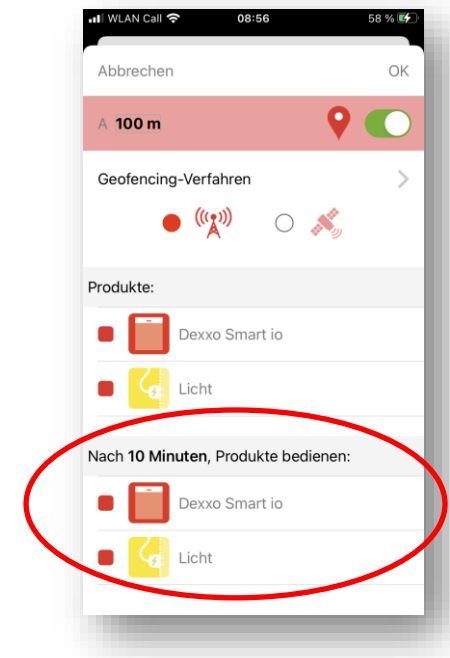 WLAN Call 08:56 58 %
Abbrechen OK
A 100 m
Geofencing-Verfahren
Produkte:
Dexxo Smart io
Licht
Nach 10 Minuten, Produkte bedienen:
Dexxo Smart io
Licht